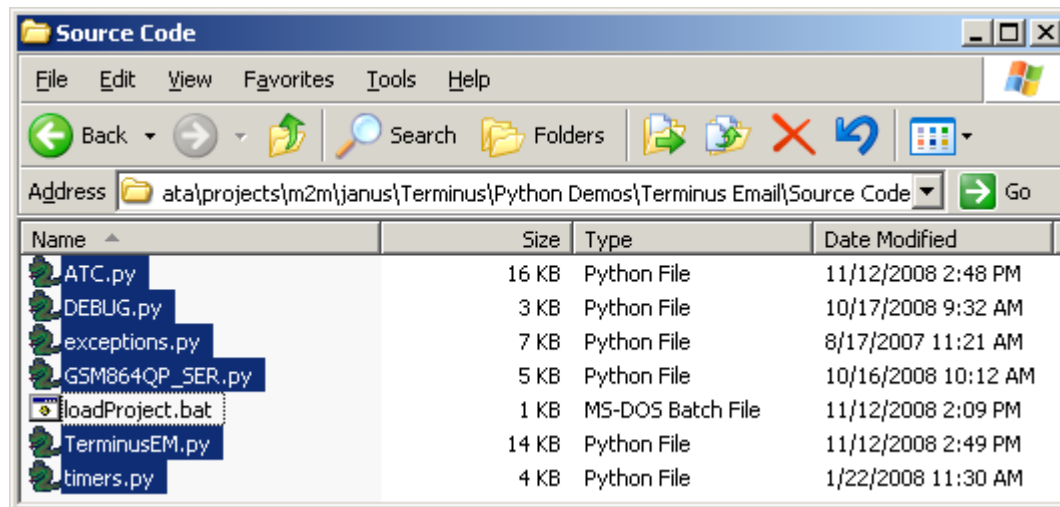 Source Code
File Edit View Favorites Tools Help
Back Search Folders
Address ata\projects\m2m\janus\Terminus\Python Demos\Terminus Email\Source Code Go
Name Size Type Date Modified
ATC.py 16 KB Python File 11/12/2008 2:48 PM
DEBUG.py 3 KB Python File 10/17/2008 9:32 AM
exceptions.py 7 KB Python File 8/17/2007 11:21 AM
GSM864QP_SER.py 5 KB Python File 10/16/2008 10:12 AM
loadProject.bat 1 KB MS-DOS Batch File 11/12/2008 2:09 PM
TerminusEM.py 14 KB Python File 11/12/2008 2:49 PM
timers.py 4 KB Python File 1/22/2008 11:30 AM